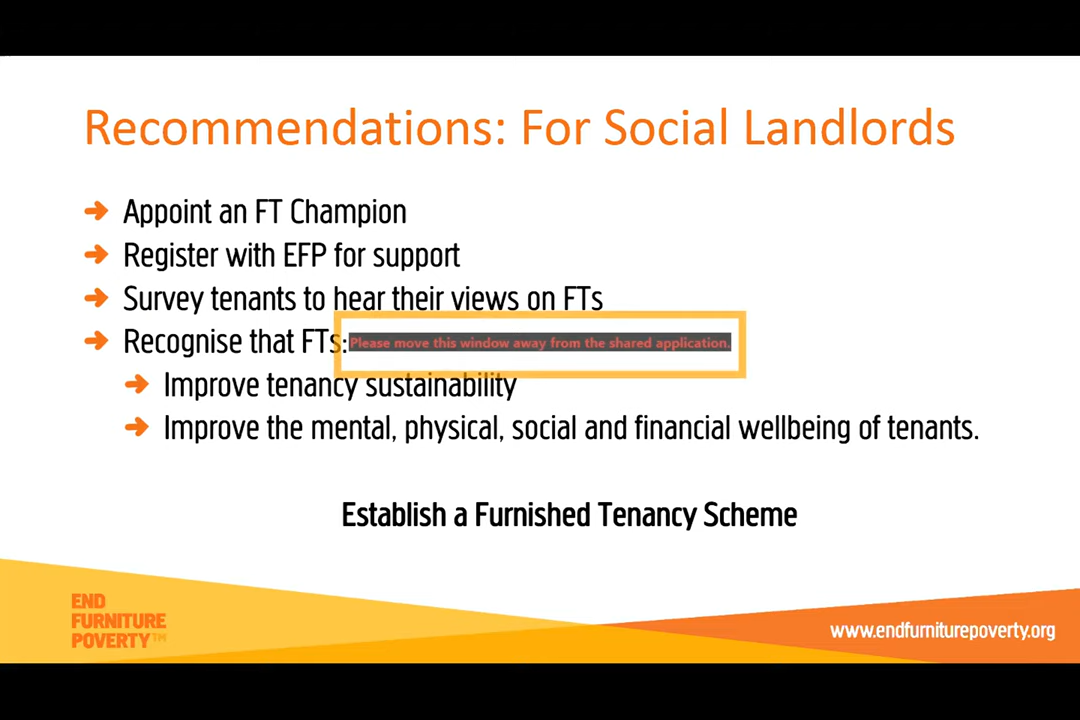 Recommendations: For Social Landlords
Appoint an FT Champion
Register with EFP for support
Survey tenants to hear their views on FTs
Recognise that FTs:
Please move this window away from the shared application.
Improve tenancy sustainability
Improve the mental, physical, social and financial wellbeing of tenants.
Establish a Furnished Tenancy Scheme
END
FURNITURE
POVERTY™
www.endfurniturepoverty.org